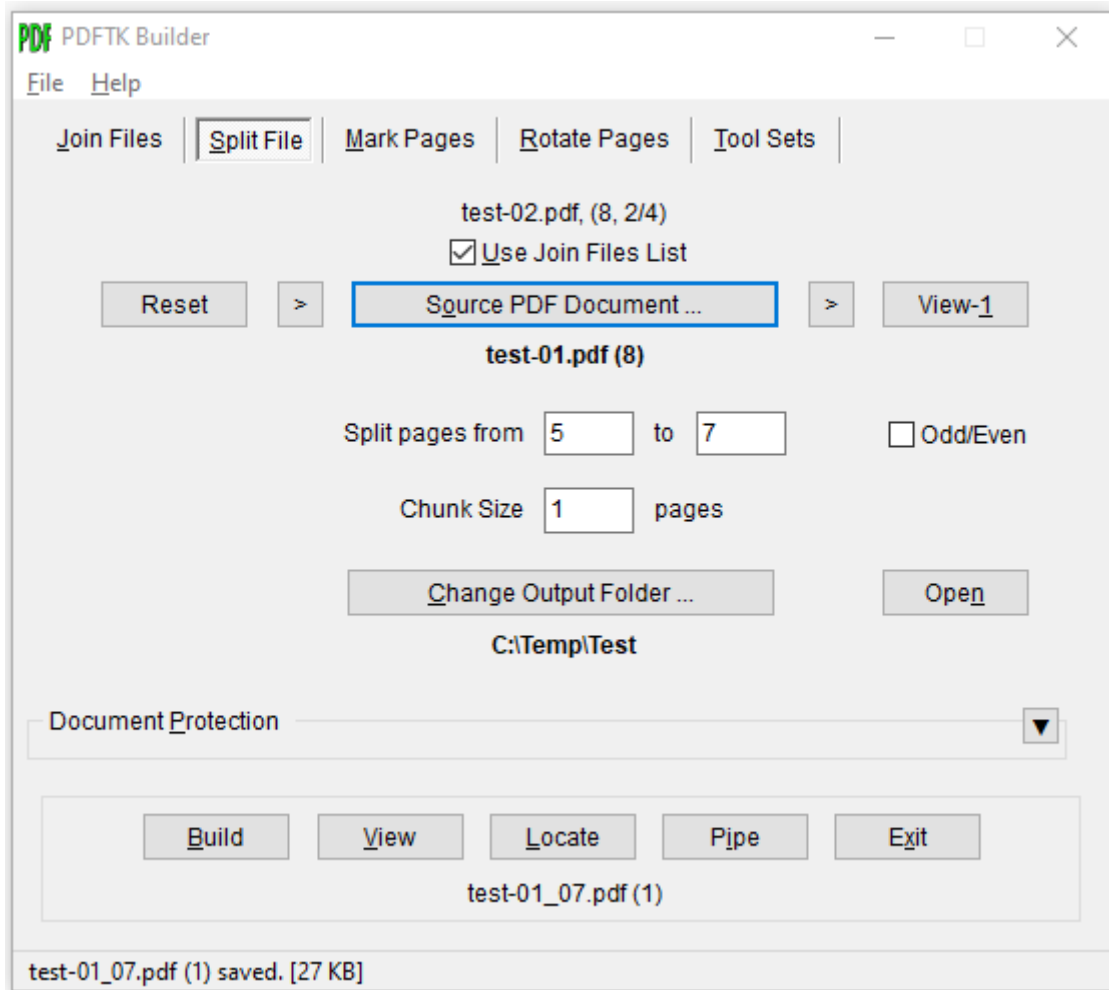 PDF PDFTK Builder
File Help
Join Files Split File Mark Pages Rotate Pages Tool Sets
test-02.pdf, (8, 2/4)
Use Join Files List
Reset > Source PDF Document ... > View-1
test-01.pdf (8)
Split pages from 5 to 7 Odd/Even
Chunk Size 1 pages
Change Output Folder ... Open
C:\Temp\Test
Document Protection
Build View Locate Pipe Exit
test-01_07.pdf (1)
test-01_07.pdf (1) saved. [27 KB]